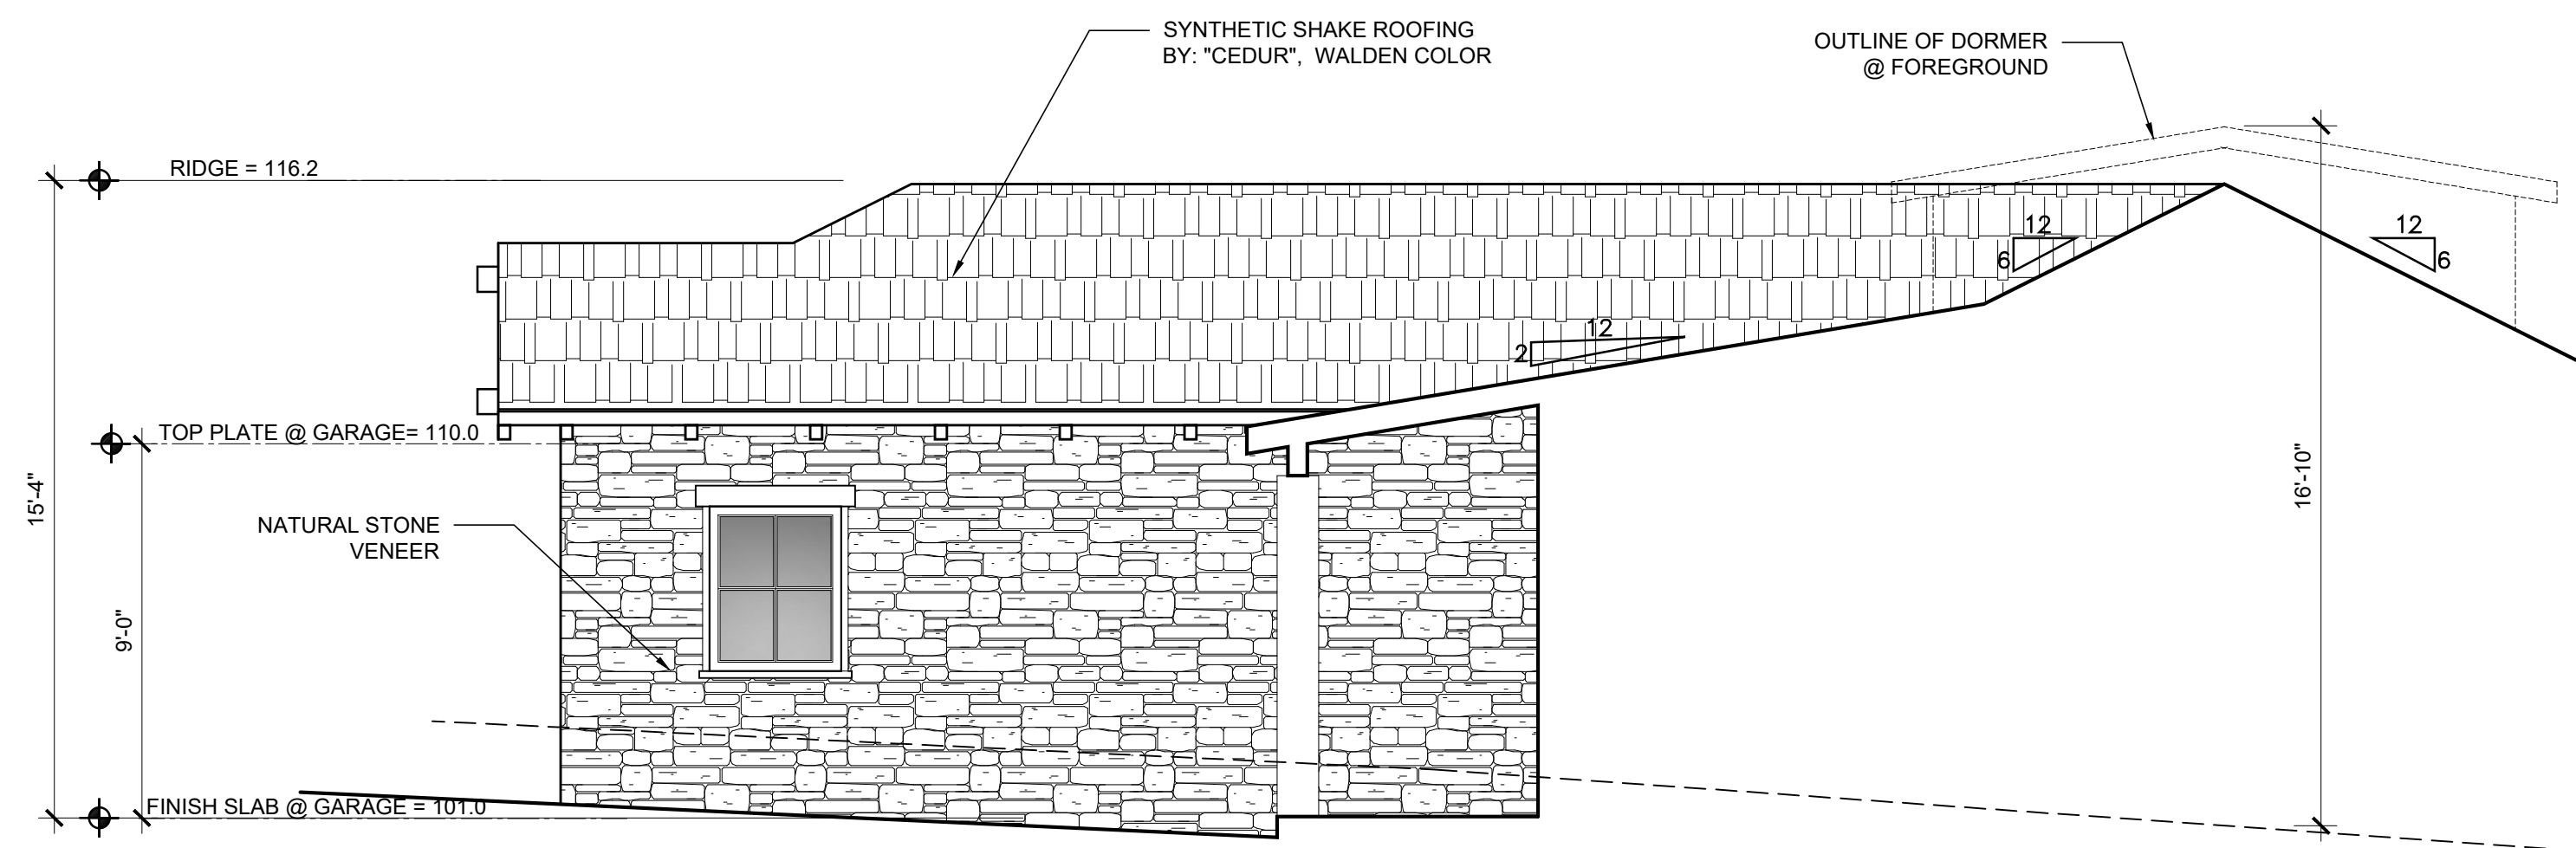 SYNTHETIC SHAKE ROOFING
BY: "CEDUR", WALDEN COLOR
OUTLINE OF DORMER
@ FOREGROUND
RIDGE = 116.2
12
6
12
6
12
2
TOP PLATE @ GARAGE= 110.0
15'-4"
16'-10"
NATURAL STONE
VENEER
9'-0"
FINISH SLAB @ GARAGE = 101.0